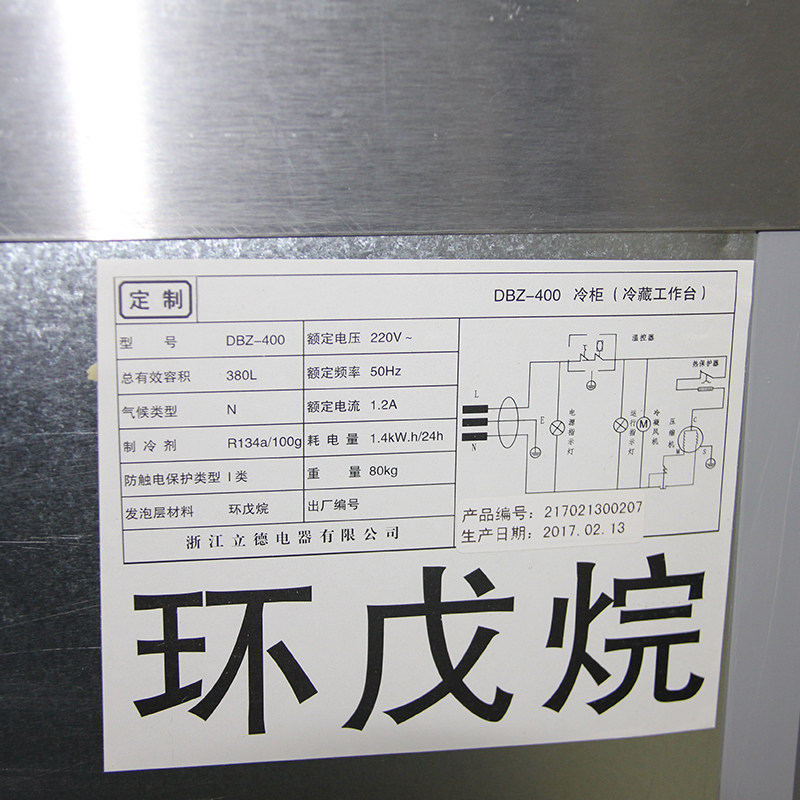 定制
DBZ-400 冷柜（冷藏工作台）
型 号 DBZ-400 额定电压 220V~
总有效容积 380L 额定频率 50Hz
气候类型 N 额定电流 1.2A
制冷剂 R134a/100g 耗电量 1.4kW.h/24h
防触电保护类型 I类 重 量 80kg
发泡层材料 环戊烷 出厂编号
浙江立德电器有限公司
温控器
热保护器
L
N
E
电源指示灯
运行指示灯
M
冷凝风机
压缩机
C
M
S
产品编号：217021300207
生产日期：2017.02.13
环戊烷